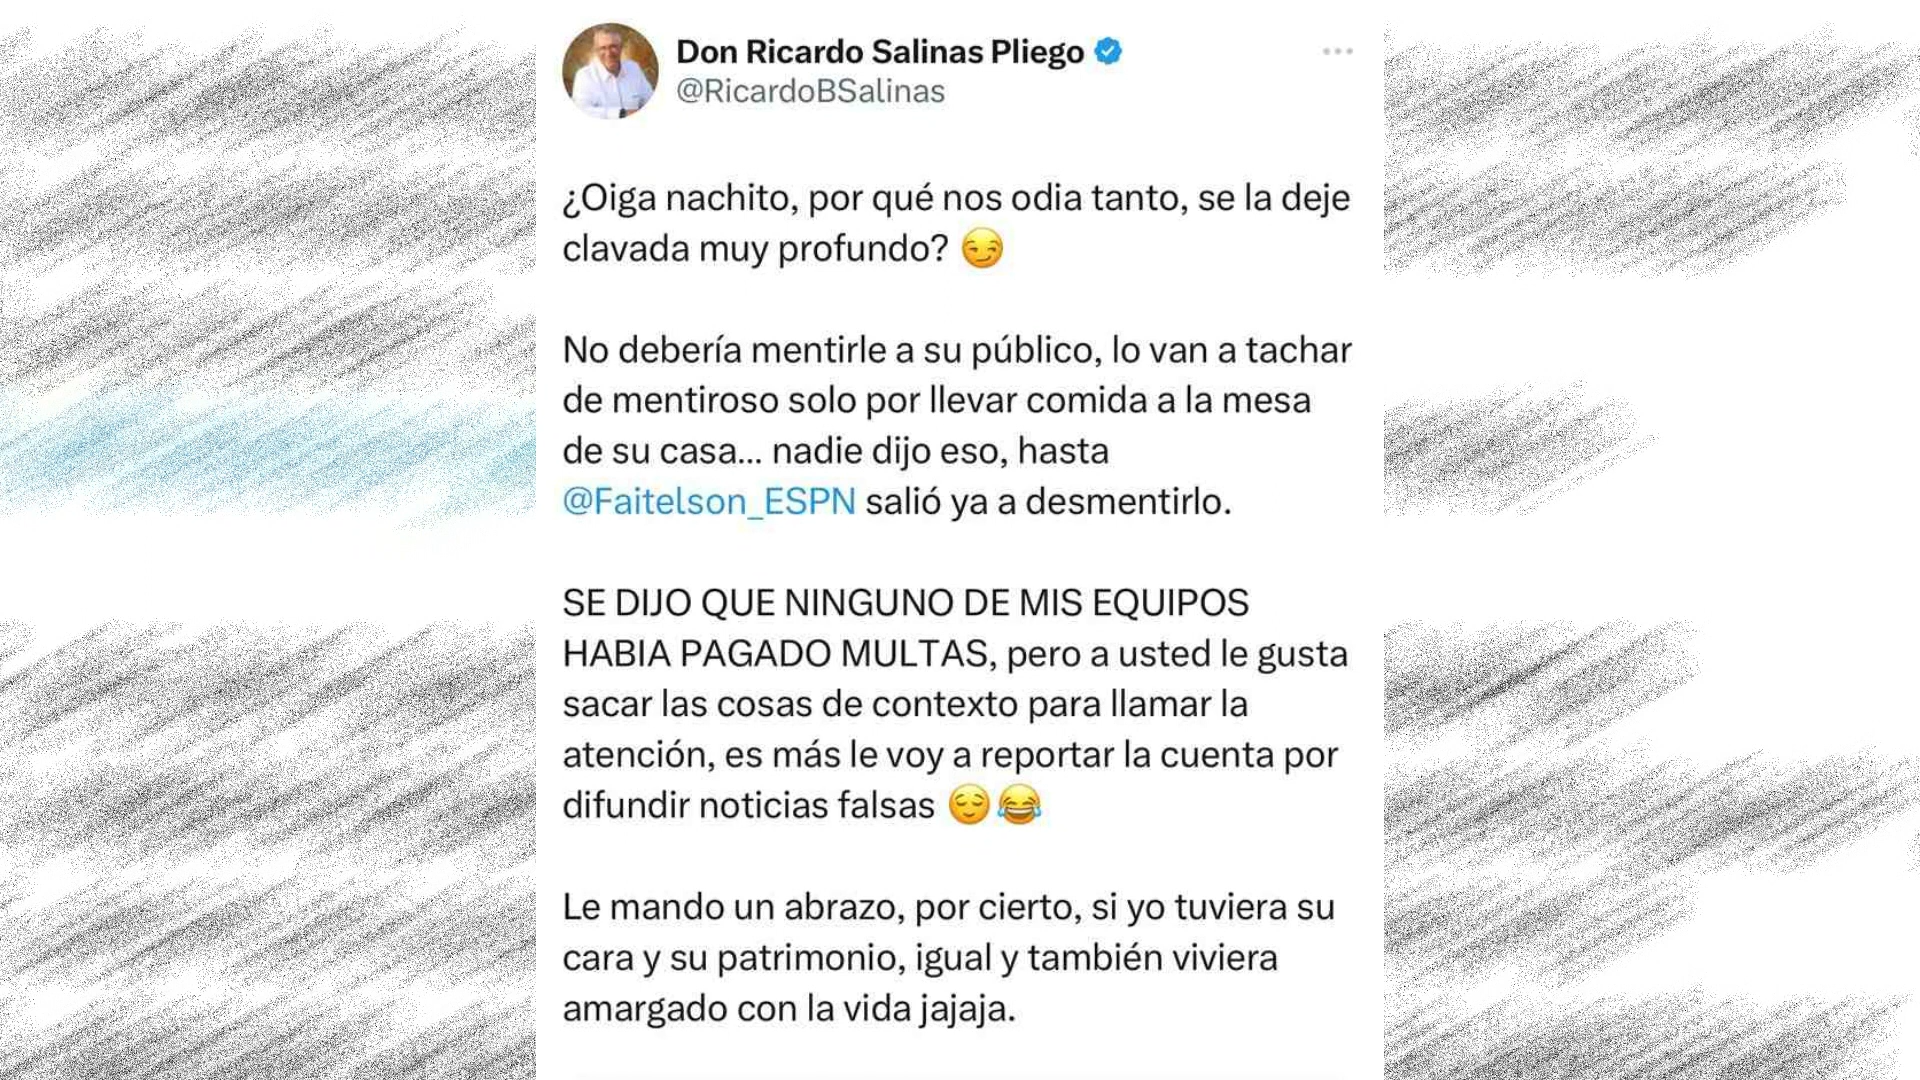 Don Ricardo Salinas Pliego
@RicardoBSalinas
¿Oiga nachito, por qué nos odia tanto, se la deje
clavada muy profundo? 😏
No debería mentirle a su público, lo van a tachar
de mentiroso solo por llevar comida a la mesa
de su casa... nadie dijo eso, hasta
@Faitelson_ESPN salió ya a desmentirlo.
SE DIJO QUE NINGUNO DE MIS EQUIPOS
HABIA PAGADO MULTAS, pero a usted le gusta
sacar las cosas de contexto para llamar la
atención, es más le voy a reportar la cuenta por
difundir noticias falsas 😌😂
Le mando un abrazo, por cierto, si yo tuviera su
cara y su patrimonio, igual y también viviera
amargado con la vida jajaja.